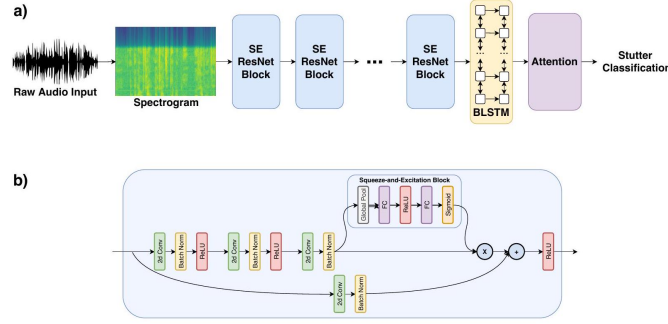 a)
Raw Audio Input
Spectrogram
SE
ResNet
Block
SE
ResNet
Block
SE
ResNet
Block
BLSTM
Attention
Stutter
Classification
b)
Squeeze-and-Excitation Block
Global Pool
FC
ReLU
FC
Sigmoid
2d Conv
Batch Norm
ReLU
2d Conv
Batch Norm
ReLU
2d Conv
Batch Norm
X
+
ReLU
2d Conv
Batch Norm